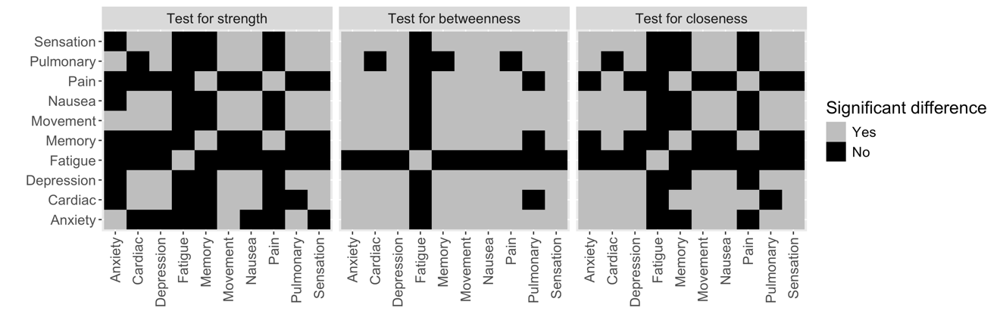 Test for strength
Test for betweenness
Test for closeness
Sensation
Pulmonary
Pain
Nausea
Movement
Memory
Fatigue
Depression
Cardiac
Anxiety
Anxiety
Cardiac
Depression
Fatigue
Memory
Movement
Nausea
Pain
Pulmonary
Sensation
Anxiety
Cardiac
Depression
Fatigue
Memory
Movement
Nausea
Pain
Pulmonary
Sensation
Anxiety
Cardiac
Depression
Fatigue
Memory
Movement
Nausea
Pain
Pulmonary
Sensation
Significant difference
Yes
No